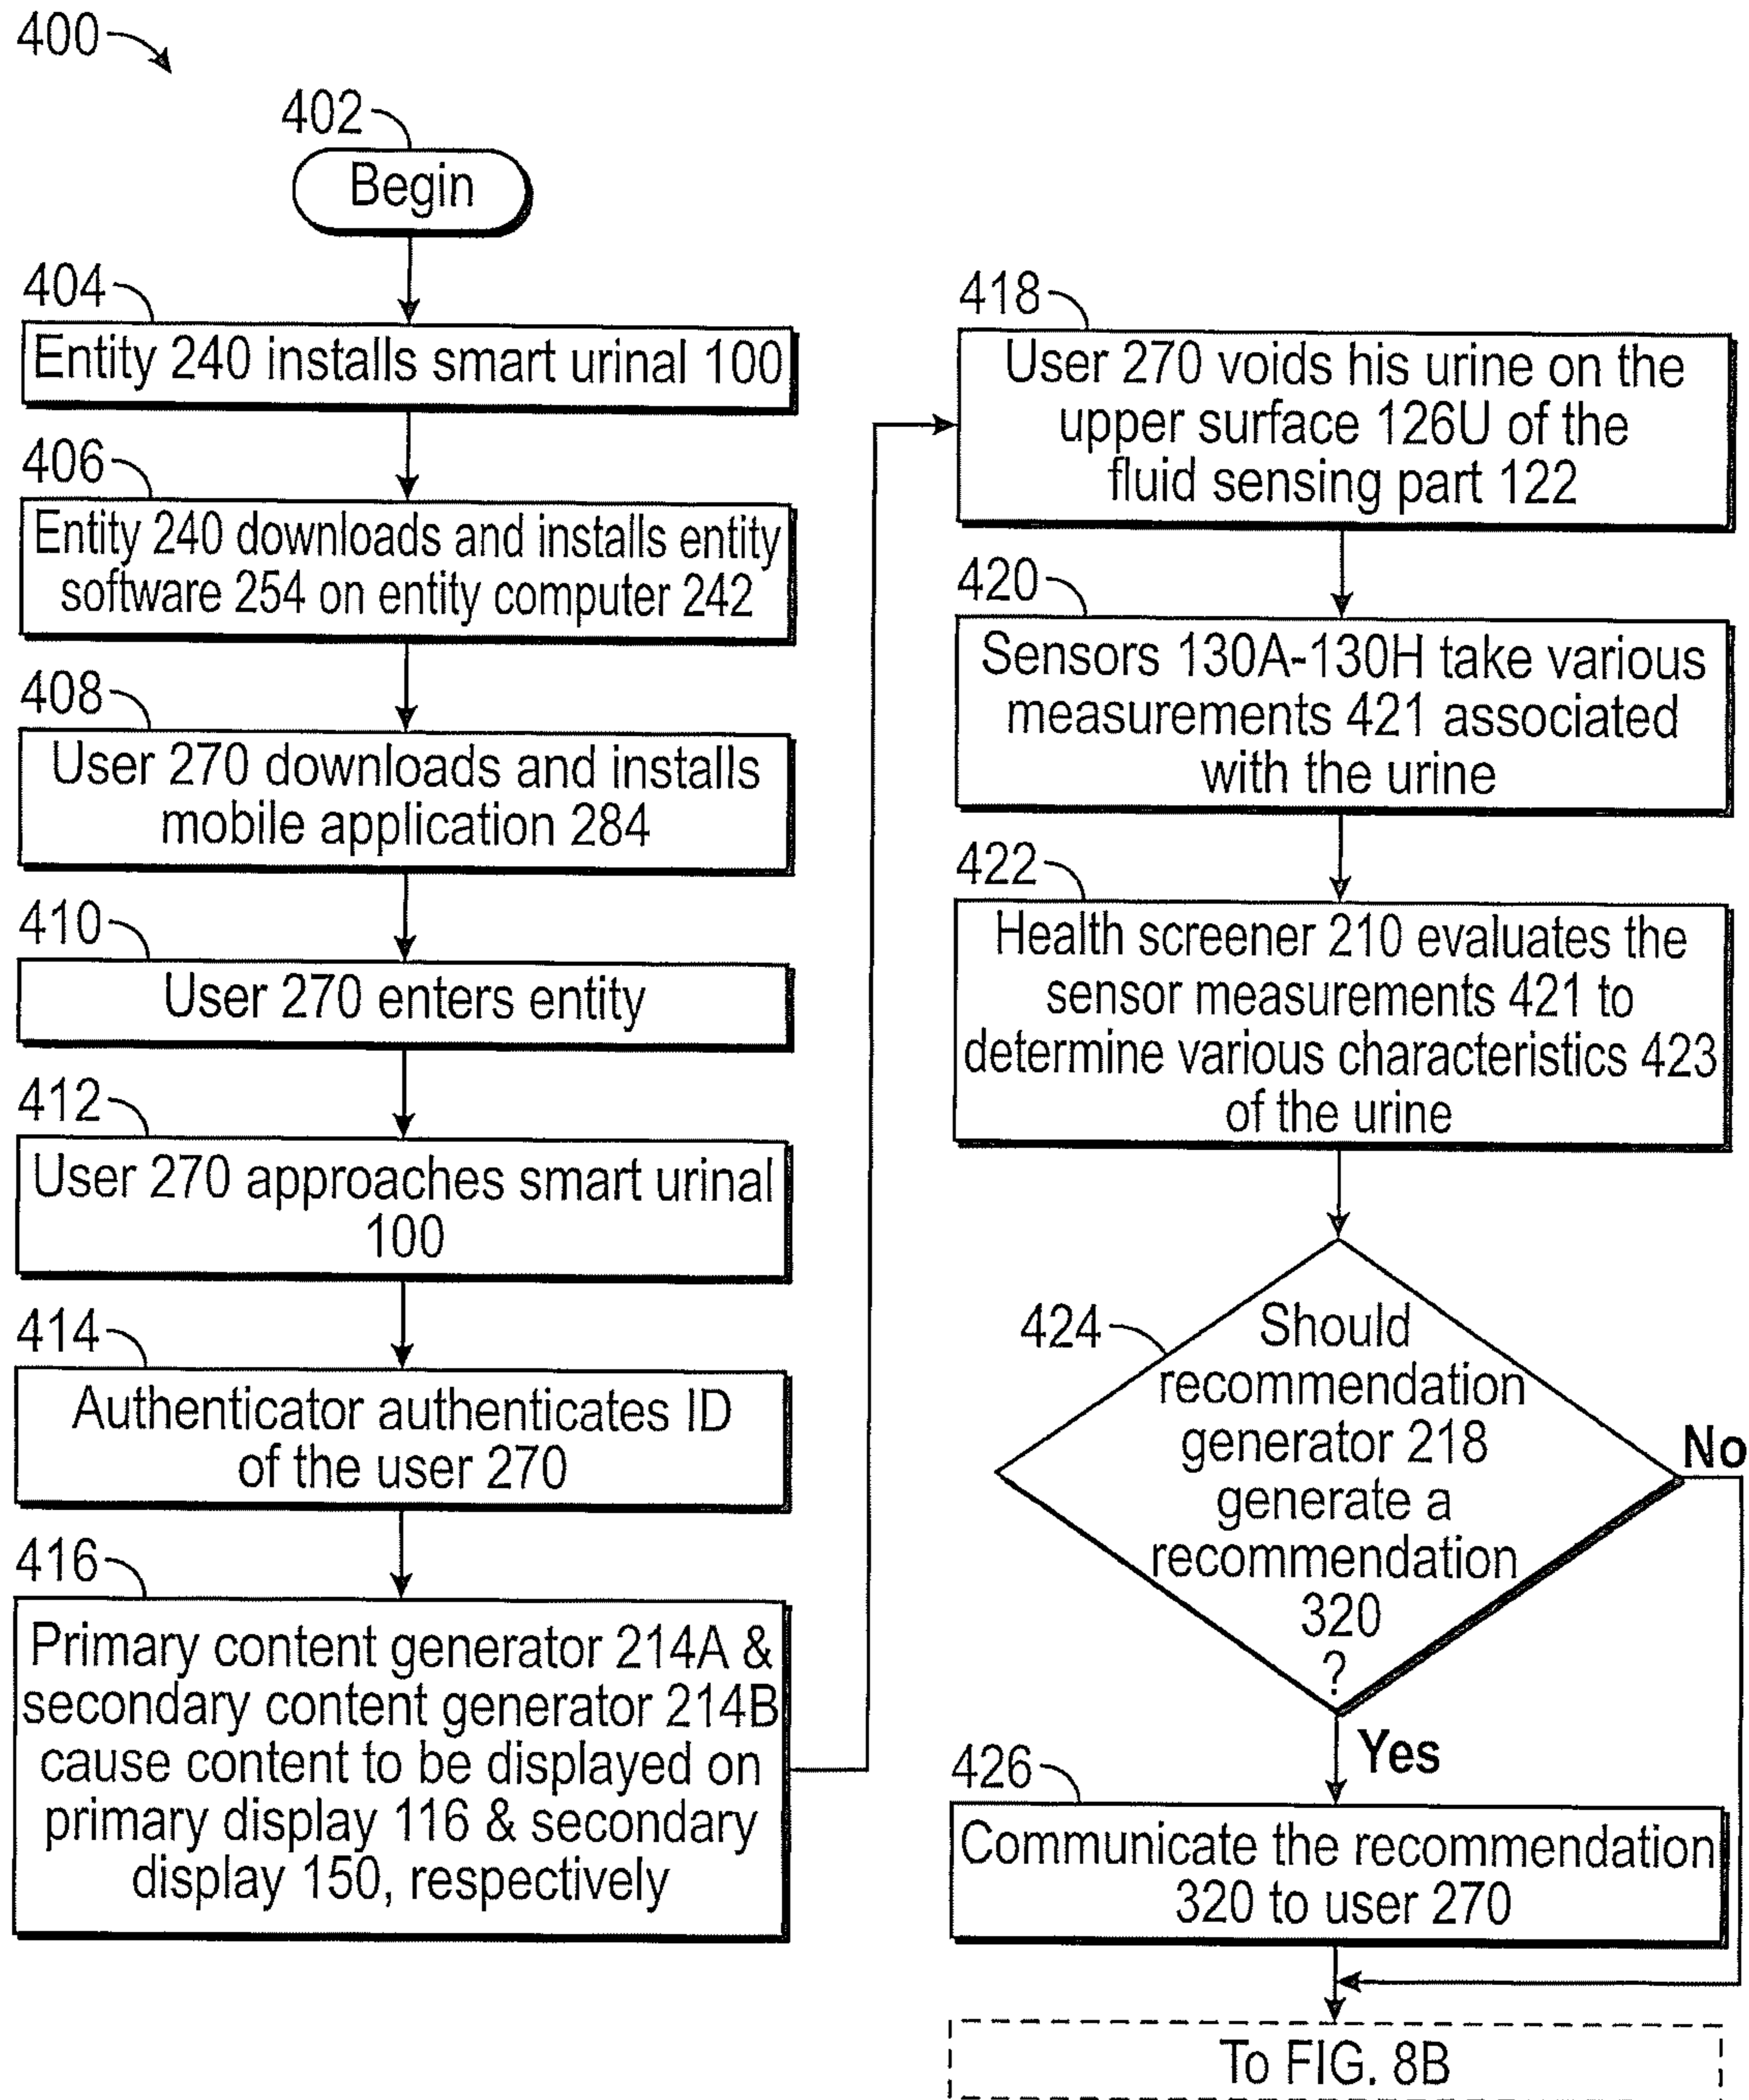 400
402
Begin
404
Entity 240 installs smart urinal 100
406
Entity 240 downloads and installs entity
software 254 on entity computer 242
408
User 270 downloads and installs
mobile application 284
410
User 270 enters entity
412
User 270 approaches smart urinal
100
414
Authenticator authenticates ID
of the user 270
416
Primary content generator 214A &
secondary content generator 214B
cause content to be displayed on
primary display 116 & secondary
display 150, respectively
418
User 270 voids his urine on the
upper surface 126U of the
fluid sensing part 122
420
Sensors 130A-130H take various
measurements 421 associated
with the urine
422
Health screener 210 evaluates the
sensor measurements 421 to
determine various characteristics 423
of the urine
424
Should
recommendation
generator 218
generate a
recommendation
320
?
No
Yes
426
Communicate the recommendation
320 to user 270
To FIG. 8B